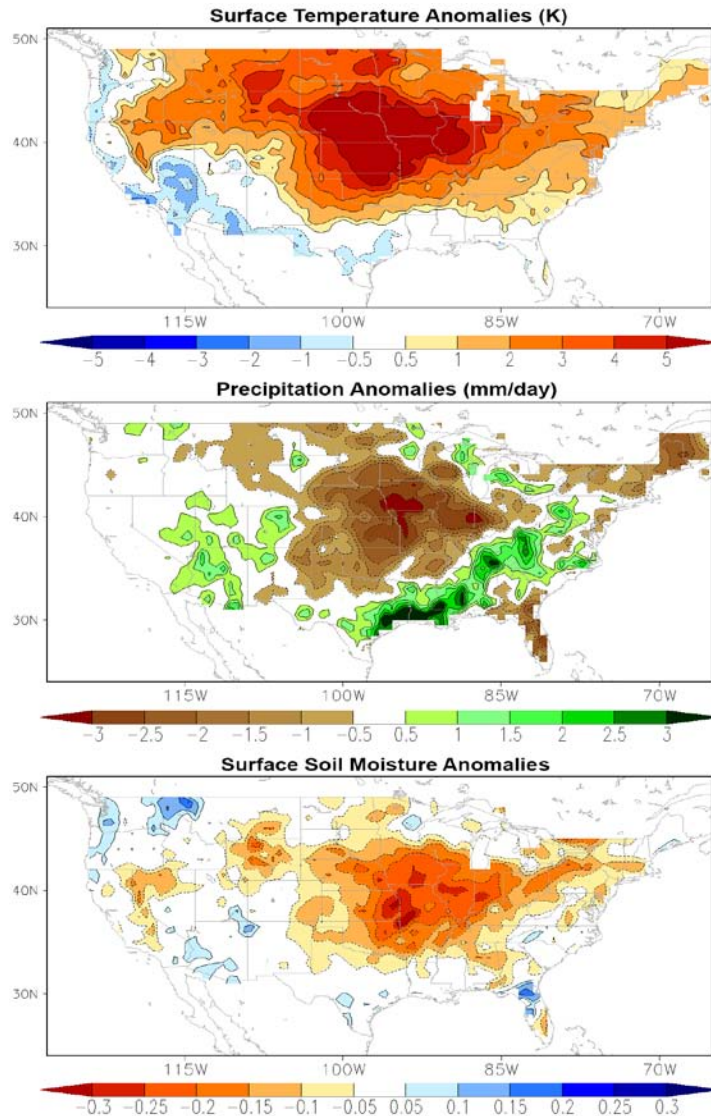 Surface Temperature Anomalies (K)
50N
40N
30N
115W 100W 85W 70W
-5 -4 -3 -2 -1 -0.5 0.5 1 2 3 4 5
Precipitation Anomalies (mm/day)
50N
40N
30N
115W 100W 85W 70W
-3 -2.5 -2 -1.5 -1 -0.5 0.5 1 1.5 2 2.5 3
Surface Soil Moisture Anomalies
50N
40N
30N
115W 100W 85W 70W
-0.3 -0.25 -0.2 -0.15 -0.1 -0.05 0.05 0.1 0.15 0.2 0.25 0.3